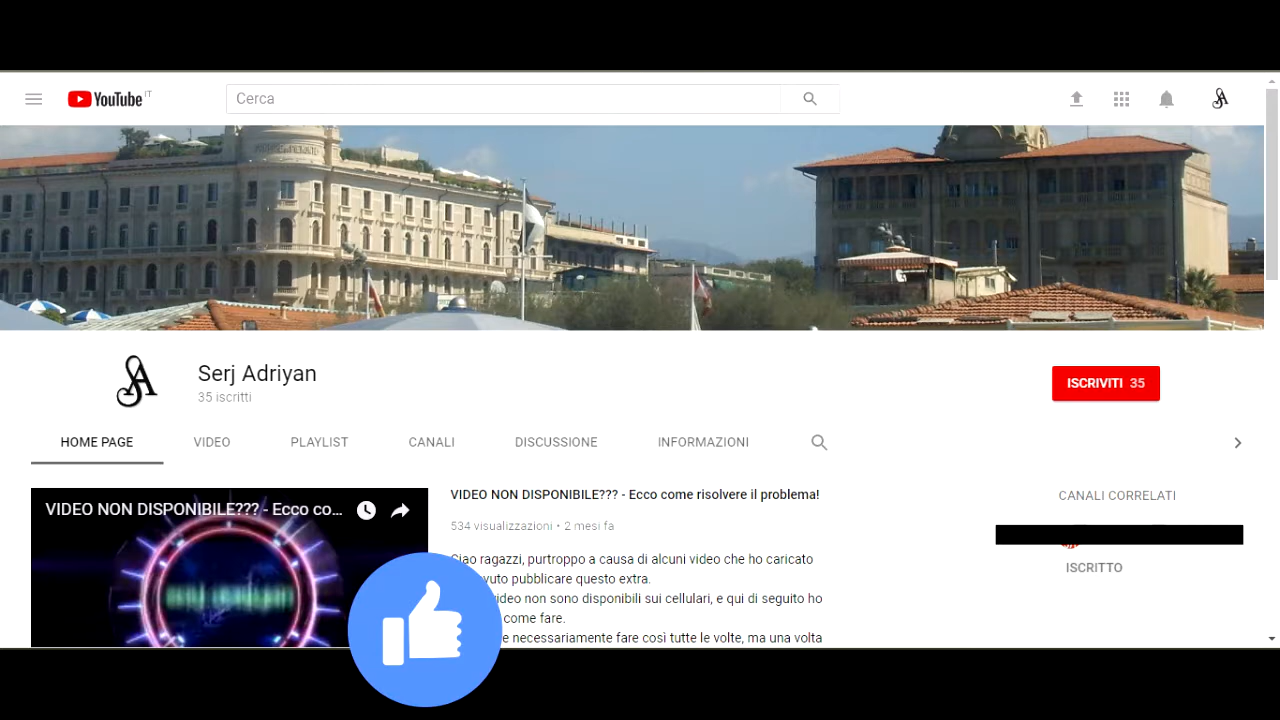 YouTube IT
Cerca
Serj Adriyan
35 iscritti
ISCRIVITI 35
HOME PAGE VIDEO PLAYLIST CANALI DISCUSSIONE INFORMAZIONI
VIDEO NON DISPONIBILE??? - Ecco co...
VIDEO NON DISPONIBILE??? - Ecco come risolvere il problema!
534 visualizzazioni • 2 mesi fa
Ciao ragazzi, purtroppo a causa di alcuni video che ho caricato
pubblicare questo extra.
non sono disponibili sui cellulari, e qui di seguito ho
come fare.
necessariamente fare così tutte le volte, ma una volta
CANALI CORRELATI
ISCRITTO